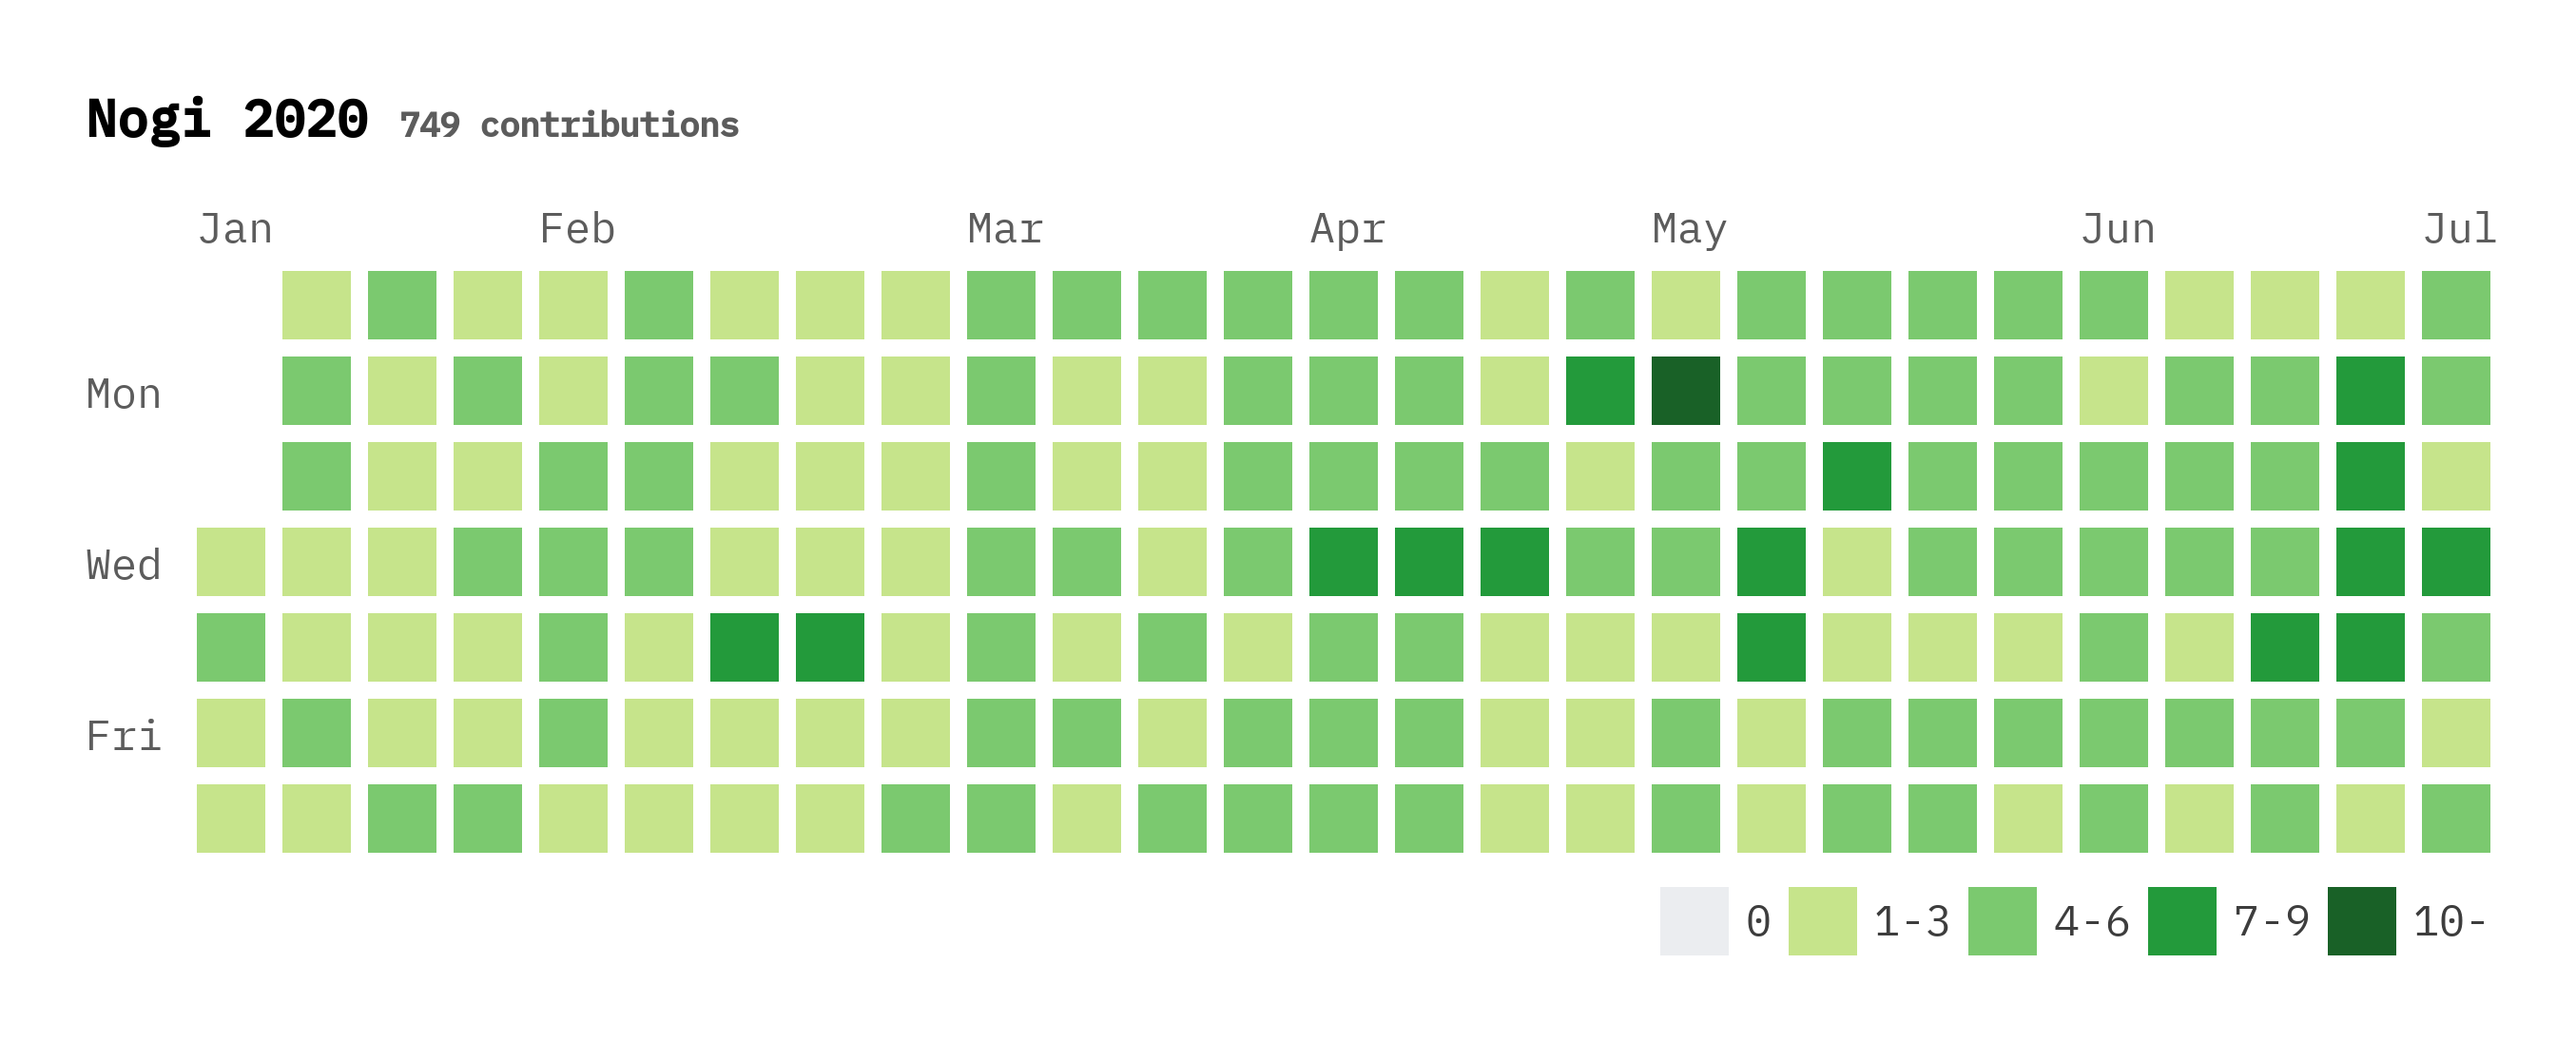 Nogi 2020 749 contributions
Jan Feb Mar Apr May Jun Jul
Mon
Wed
Fri
0 1-3 4-6 7-9 10-